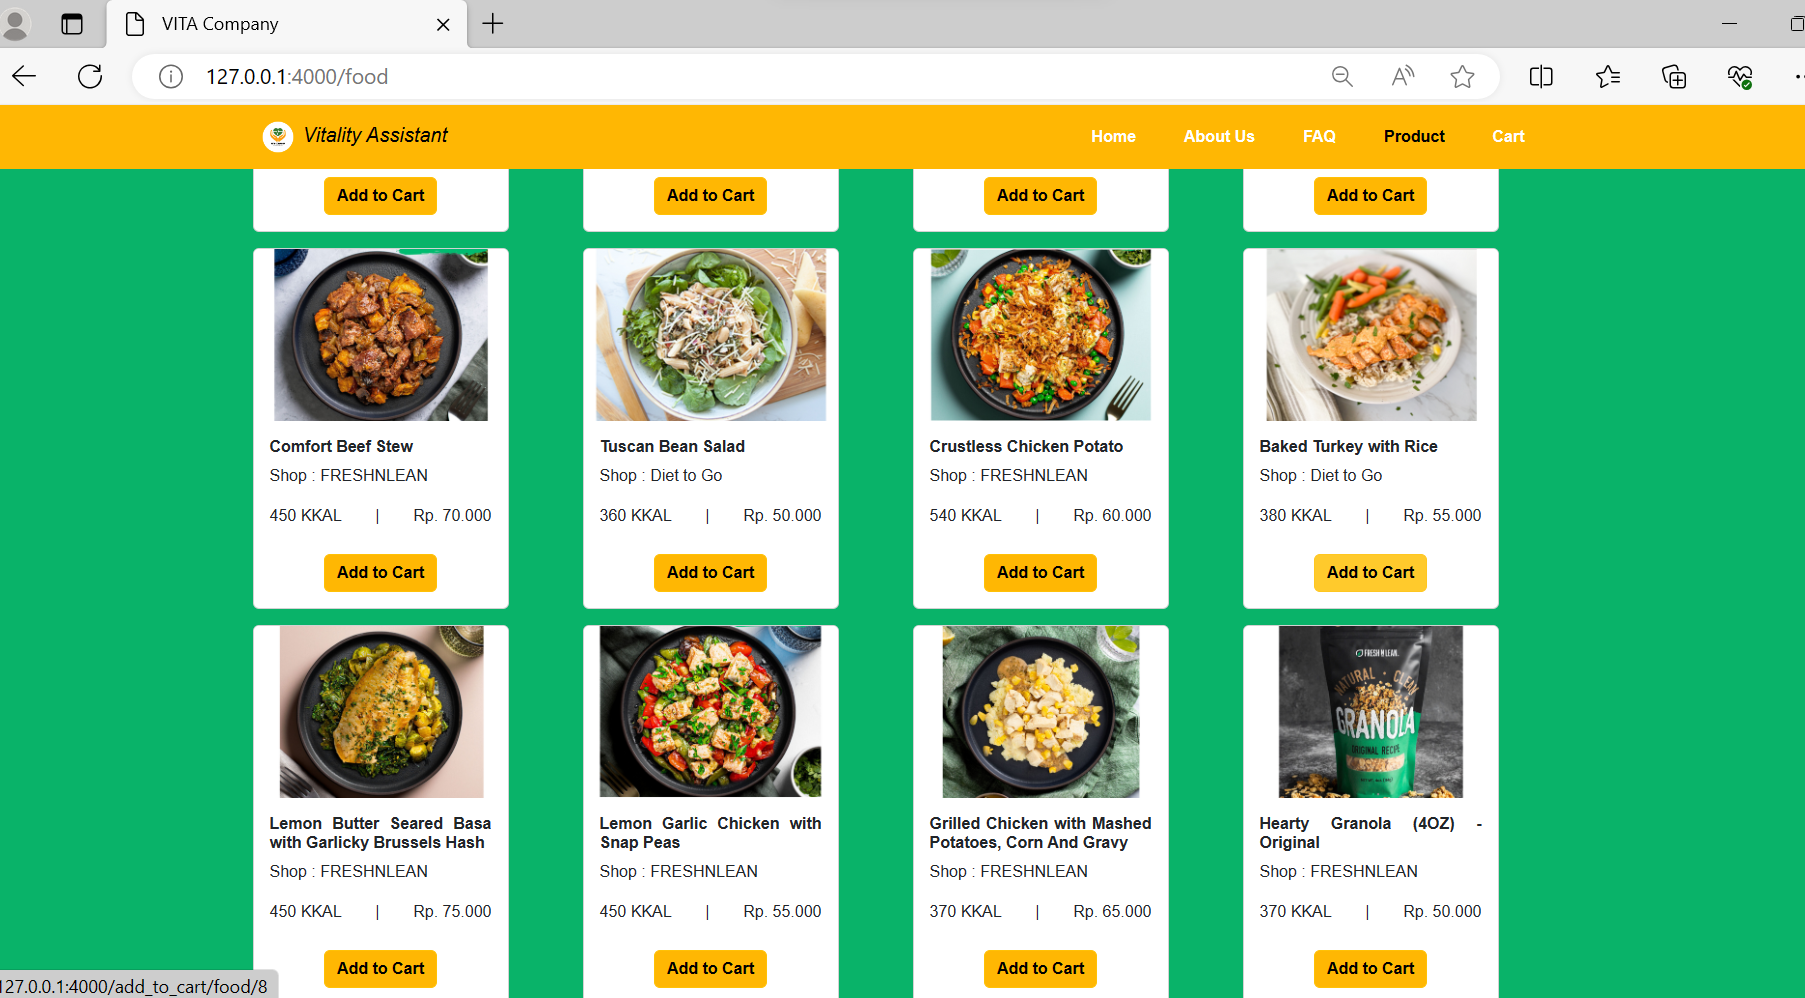 VITA Company
127.0.0.1:4000/food
Vitality Assistant
Home About Us FAQ Product Cart
Add to Cart Add to Cart Add to Cart Add to Cart
Comfort Beef Stew
Shop : FRESHNLEAN
450 KKAL | Rp. 70.000
Add to Cart
Tuscan Bean Salad
Shop : Diet to Go
360 KKAL | Rp. 50.000
Add to Cart
Crustless Chicken Potato
Shop : FRESHNLEAN
540 KKAL | Rp. 60.000
Add to Cart
Baked Turkey with Rice
Shop : Diet to Go
380 KKAL | Rp. 55.000
Add to Cart
Lemon Butter Seared Basa
with Garlicky Brussels Hash
Shop : FRESHNLEAN
450 KKAL | Rp. 75.000
Add to Cart
Lemon Garlic Chicken with
Snap Peas
Shop : FRESHNLEAN
450 KKAL | Rp. 55.000
Add to Cart
Grilled Chicken with Mashed
Potatoes, Corn And Gravy
Shop : FRESHNLEAN
370 KKAL | Rp. 65.000
Add to Cart
FRESH N LEAN
NATURAL • CLEAN
GRANOLA
ORIGINAL RECIPE
Hearty Granola (4OZ) -
Original
Shop : FRESHNLEAN
370 KKAL | Rp. 50.000
Add to Cart
127.0.0.1:4000/add_to_cart/food/8